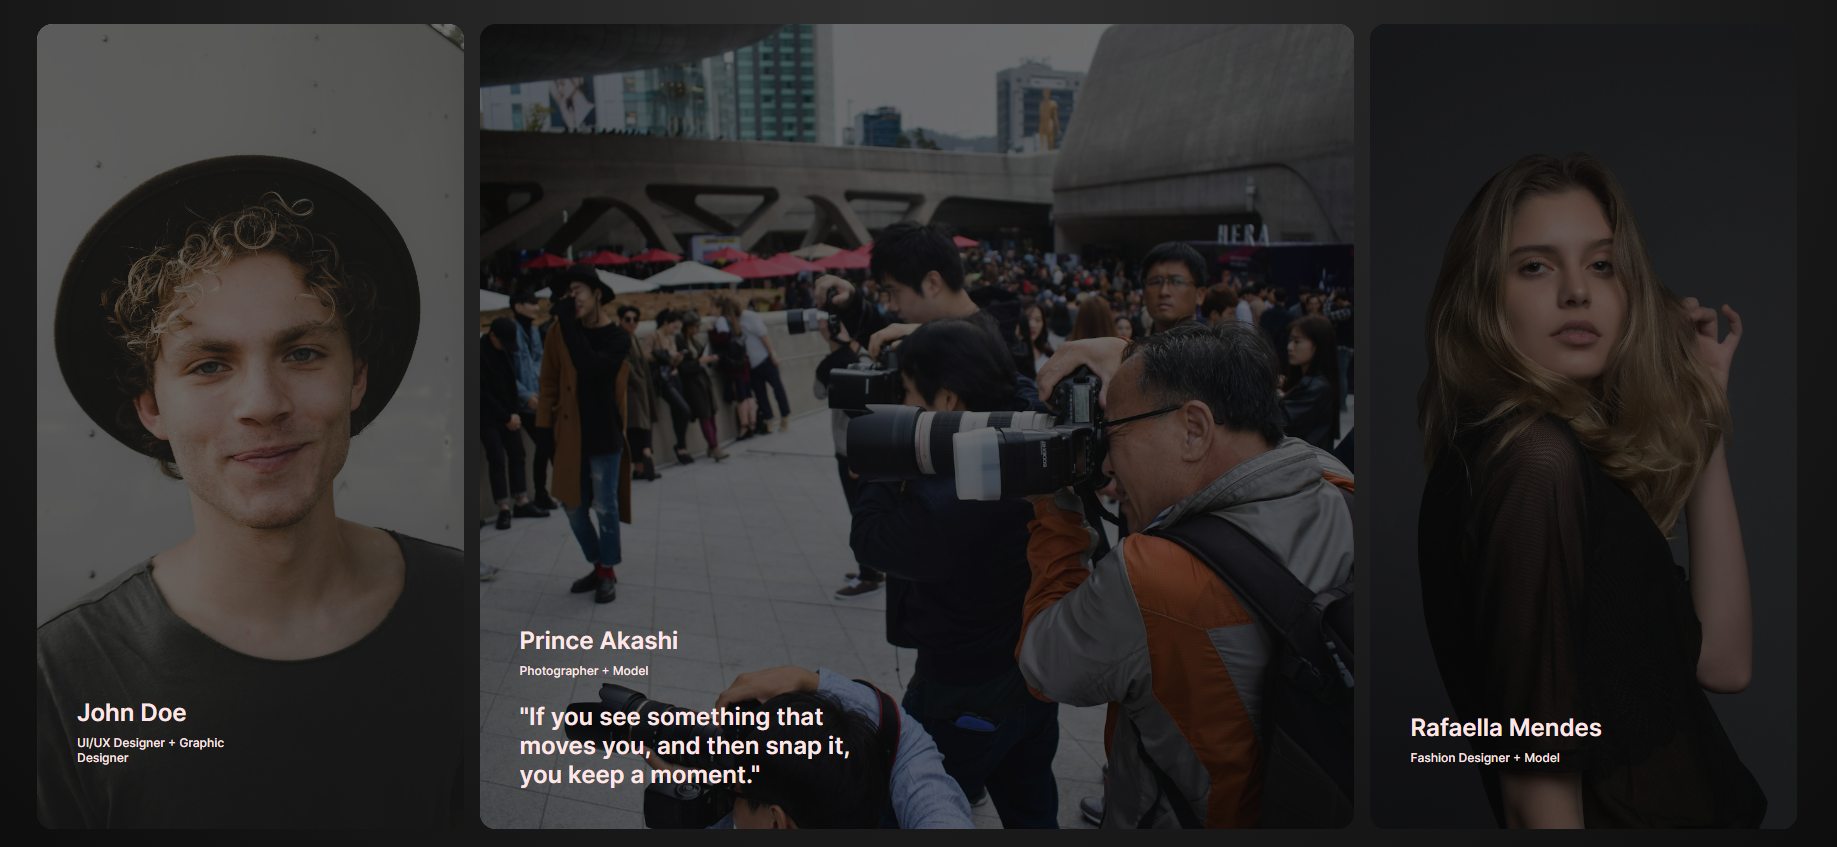 HERA
John Doe
UI/UX Designer + Graphic
Designer
Prince Akashi
Photographer + Model
"If you see something that
moves you, and then snap it,
you keep a moment."
Rafaella Mendes
Fashion Designer + Model